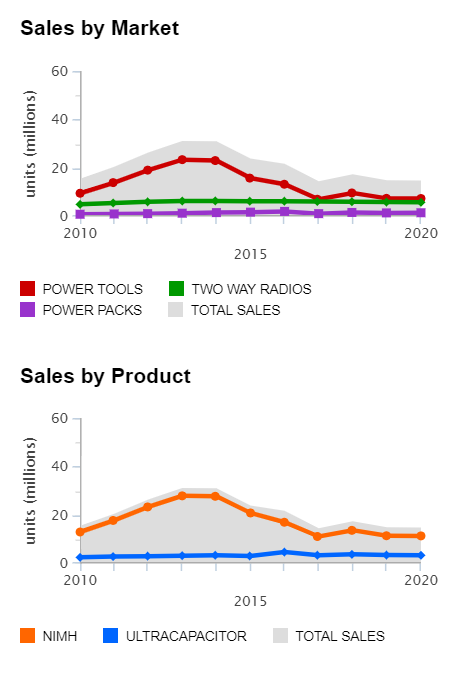 Sales by Market
60
40
20
0
units (millions)
2010
2020
2015
POWER TOOLS
TWO WAY RADIOS
POWER PACKS
TOTAL SALES
Sales by Product
60
40
20
0
units (millions)
2010
2020
2015
NIMH
ULTRACAPACITOR
TOTAL SALES